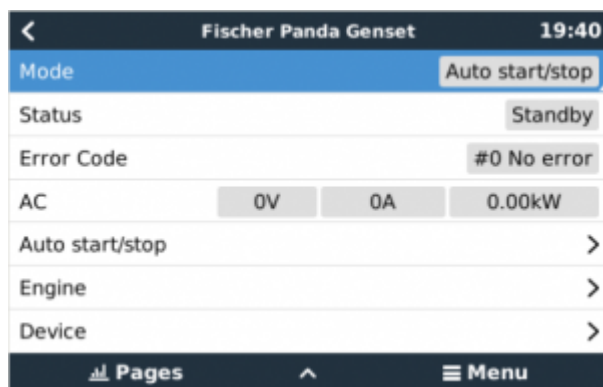 Fischer Panda Genset 19:40
Mode Auto start/stop
Status Standby
Error Code #0 No error
AC 0V 0A 0.00kW
Auto start/stop
Engine
Device
Pages Menu